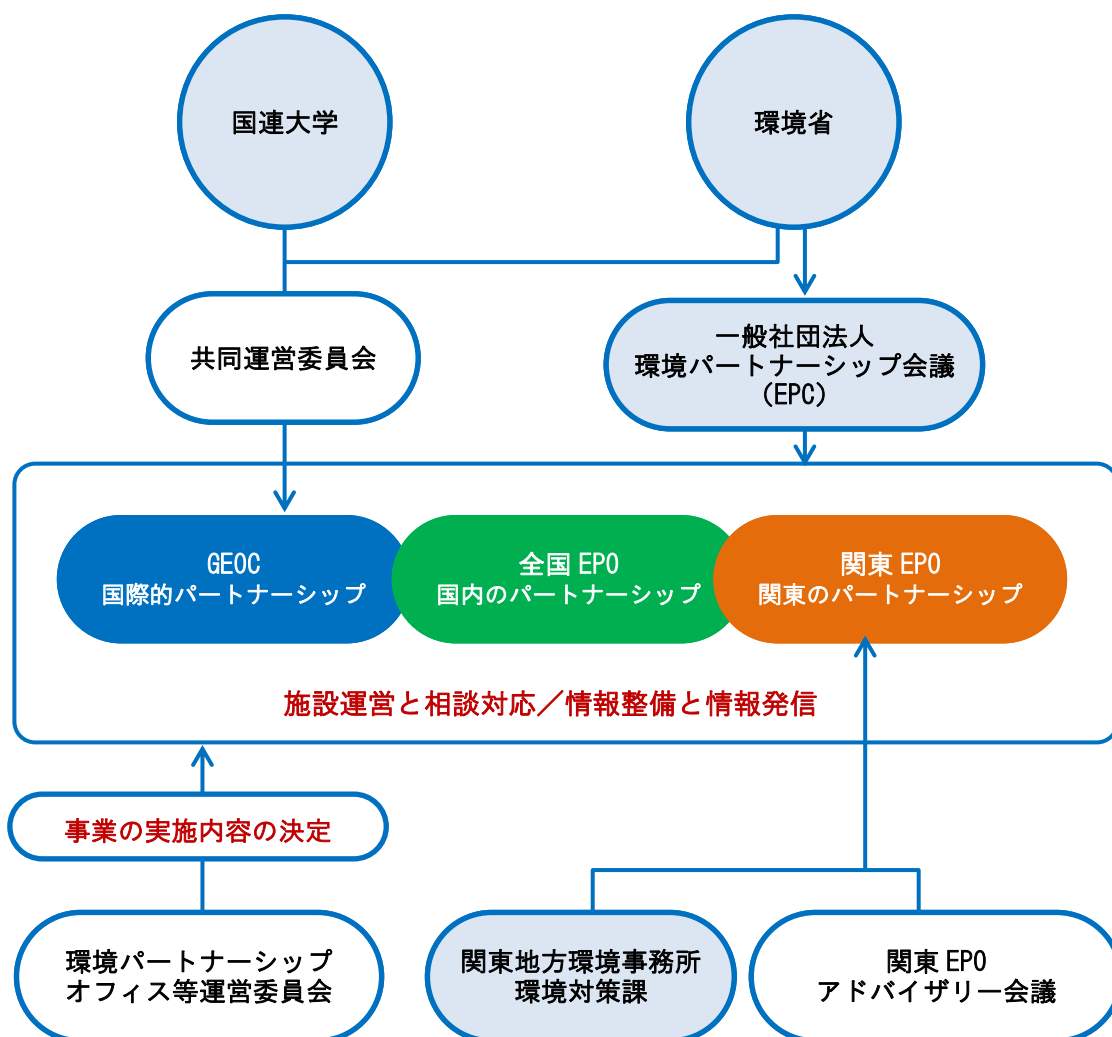 国連大学
環境省
共同運営委員会
一般社団法人
環境パートナーシップ会議
(EPC)
GEOC
国際的パートナーシップ
全国 EPO
国内のパートナーシップ
関東 EPO
関東のパートナーシップ
施設運営と相談対応／情報整備と情報発信
事業の実施内容の決定
環境パートナーシップ
オフィス等運営委員会
関東地方環境事務所
環境対策課
関東 EPO
アドバイザリー会議